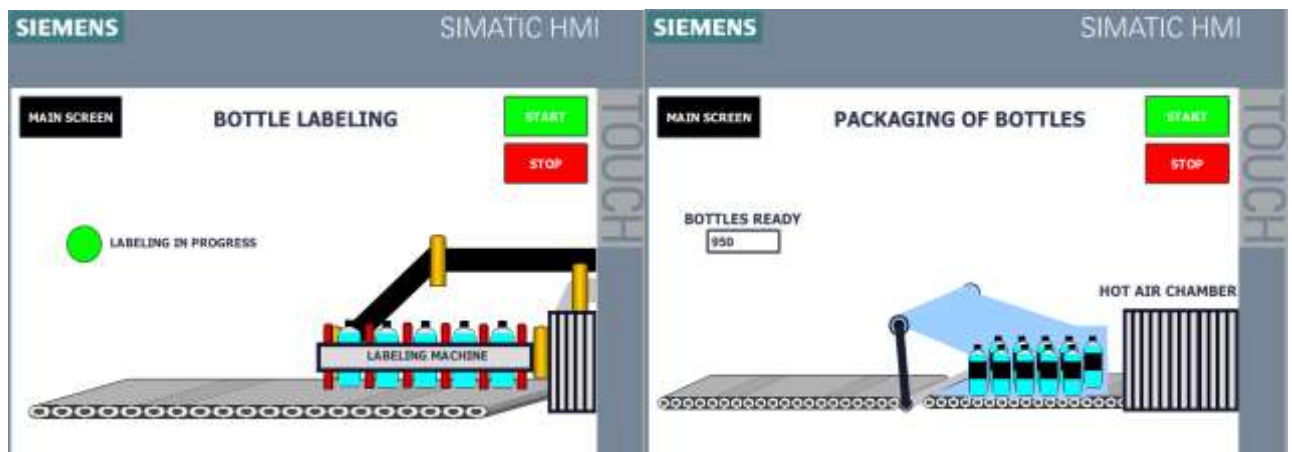 SIEMENS
SIMATIC HMI
TOUCH
MAIN SCREEN
BOTTLE LABELING
START
STOP
LABELING IN PROGRESS
LABELING MACHINE
SIEMENS
SIMATIC HMI
TOUCH
MAIN SCREEN
PACKAGING OF BOTTLES
START
STOP
BOTTLES READY
950
HOT AIR CHAMBER